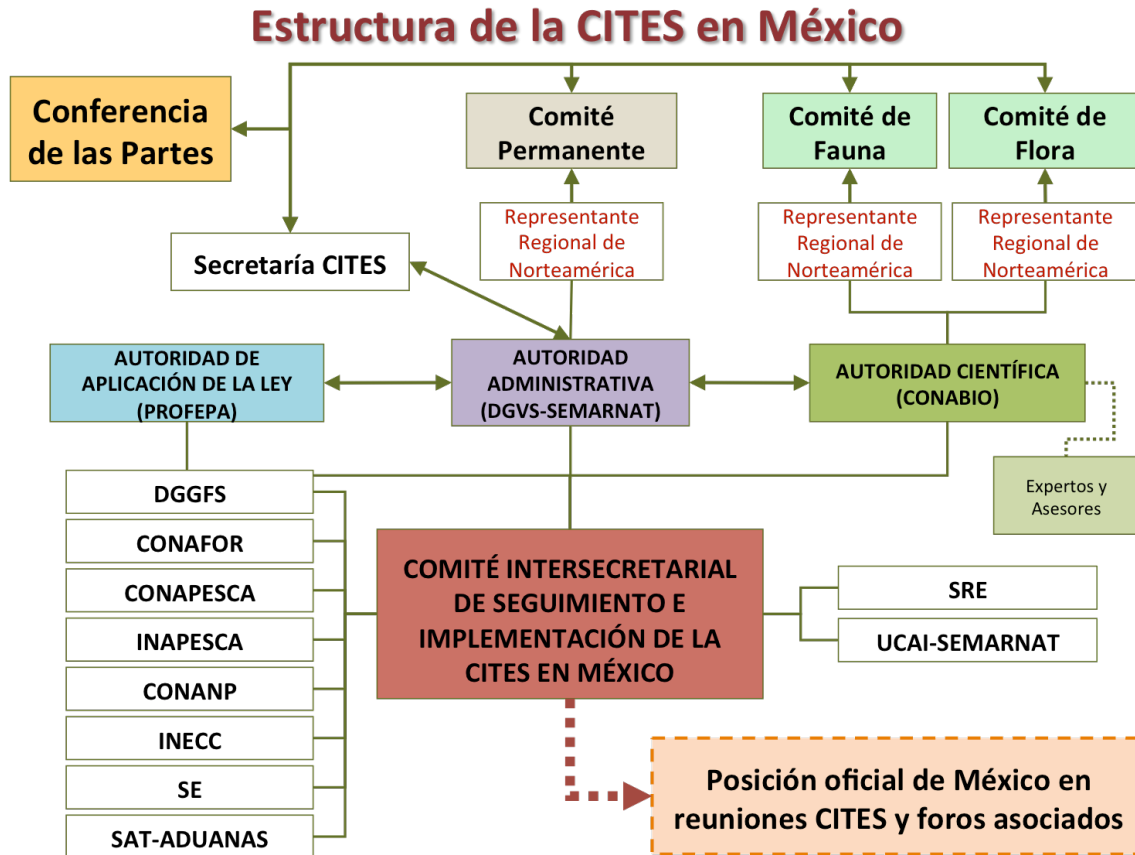 Estructura de la CITES en México
Conferencia
de las Partes
Comité
Permanente
Comité de
Fauna
Comité de
Flora
Secretaría CITES
Representante
Regional de
Norteamérica
Representante
Regional de
Norteamérica
Representante
Regional de
Norteamérica
AUTORIDAD DE
APLICACIÓN DE LA LEY
(PROFEPA)
AUTORIDAD
ADMINISTRATIVA
(DGVS-SEMARNAT)
AUTORIDAD CIENTÍFICA
(CONABIO)
Expertos y
Asesores
DGGFS
CONAFOR
CONAPESCA
INAPESCA
CONANP
INECC
SE
SAT-ADUANAS
COMITÉ INTERSECRETARIAL
DE SEGUIMIENTO E
IMPLEMENTACIÓN DE LA
CITES EN MÉXICO
SRE
UCAI-SEMARNAT
Posición oficial de México en
reuniones CITES y foros asociados